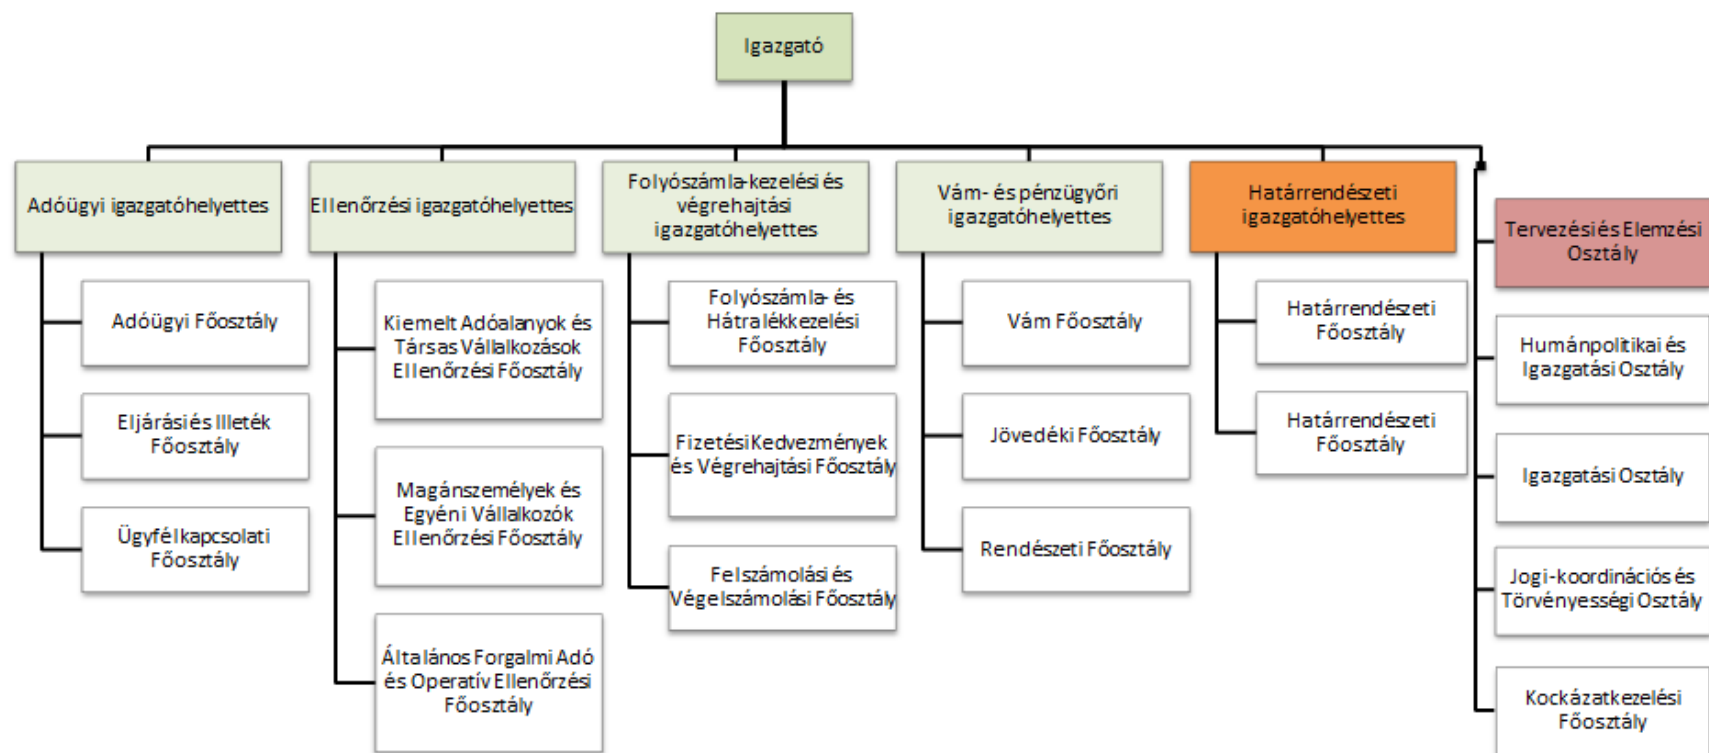 Igazgató
Adóügyi igazgatóhelyettes
Ellenőrzési igazgatóhelyettes
Folyószámla-kezelési és
végrehajtási
igazgatóhelyettes
Vám- és pénzügyőri
igazgatóhelyettes
Határrendészeti
igazgatóhelyettes
Adóügyi Főosztály
Eljárási és Illeték
Főosztály
Ügyfélkapcsolati
Főosztály
Kiemelt Adóalanyok és
Társas Vállalkozások
Ellenőrzési Főosztály
Magánszemélyek és
Egyéni Vállalkozók
Ellenőrzési Főosztály
Általános Forgalmi Adó
és Operatív Ellenőrzési
Főosztály
Folyószámla- és
Hátralékkezelési
Főosztály
Fizetési Kedvezmények
és Végrehajtási Főosztály
Felszámolási és
Végelszámolási Főosztály
Vám Főosztály
Jövedéki Főosztály
Rendészeti Főosztály
Határrendészeti
Főosztály
Határrendészeti
Főosztály
Tervezési és Elemzési
Osztály
Humánpolitikai és
Igazgatási Osztály
Igazgatási Osztály
Jogi-koordinációs és
Törvényességi Osztály
Kockázatkezelési
Főosztály